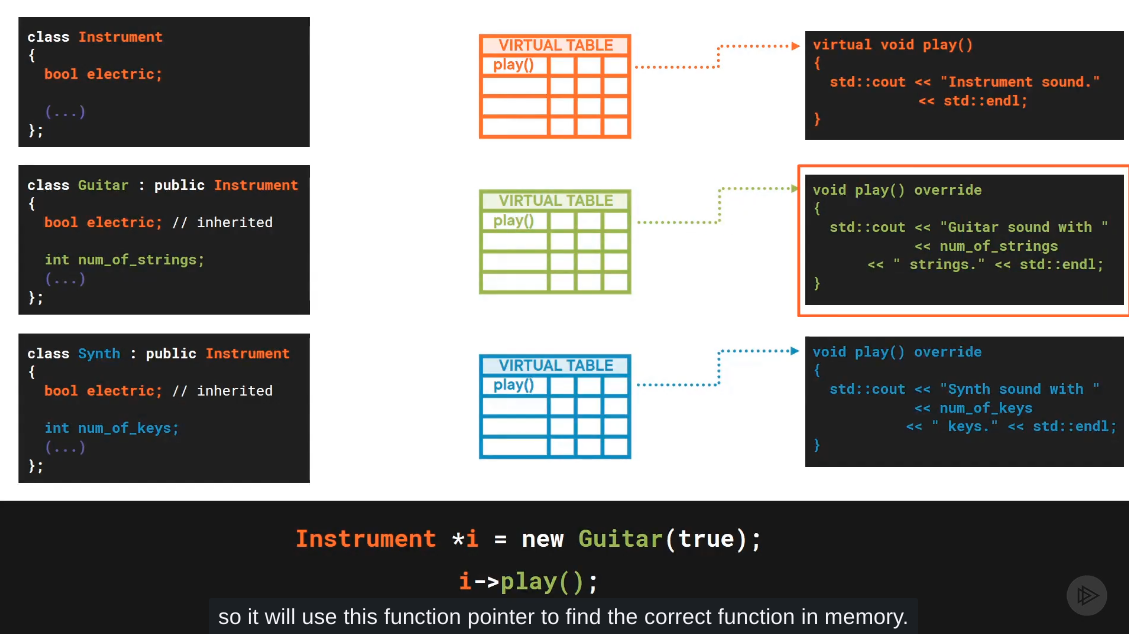 class Instrument
{
bool electric;
(...)
};
VIRTUAL TABLE
play()
virtual void play()
{
std::cout << "Instrument sound."
<< std::endl;
}
class Guitar : public Instrument
{
bool electric; // inherited
int num_of_strings;
(...)
};
VIRTUAL TABLE
play()
void play() override
{
std::cout << "Guitar sound with "
<< num_of_strings
<< " strings." << std::endl;
}
class Synth : public Instrument
{
bool electric; // inherited
int num_of_keys;
(...)
};
VIRTUAL TABLE
play()
void play() override
{
std::cout << "Synth sound with "
<< num_of_keys
<< " keys." << std::endl;
}
Instrument *i = new Guitar(true);
i->play();
so it will use this function pointer to find the correct function in memory.